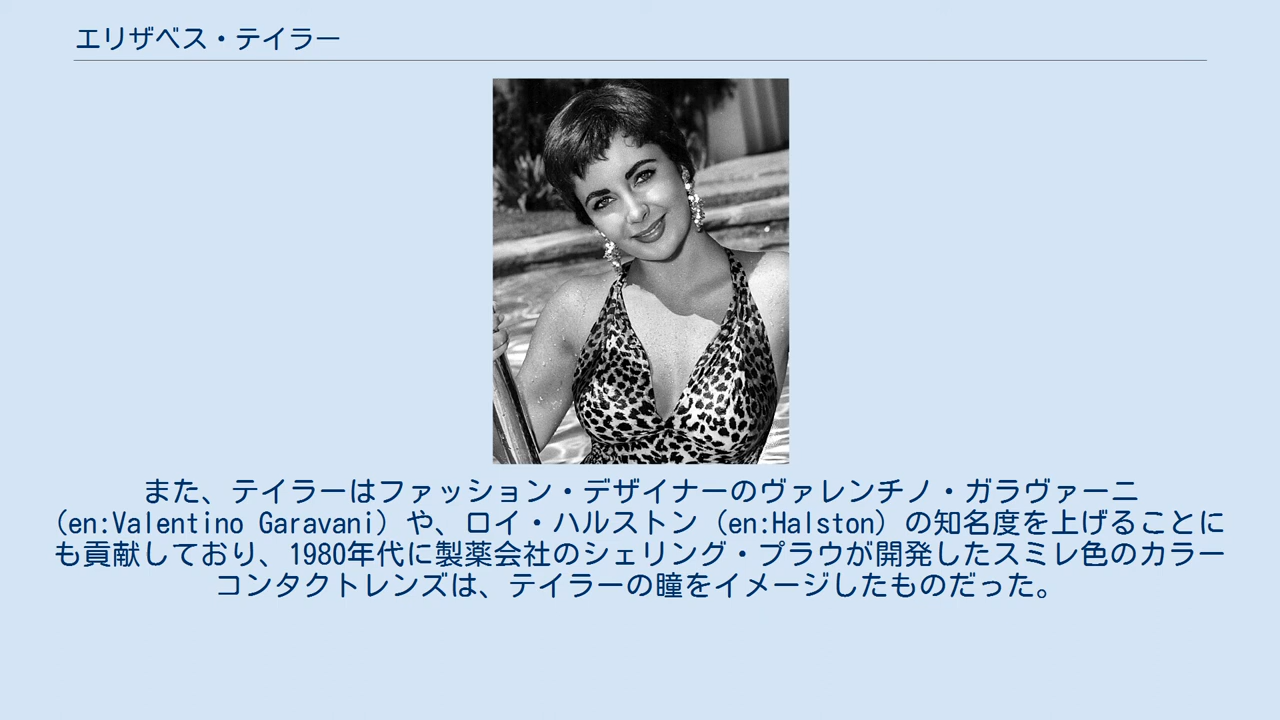 エリザベス・テイラー
また、テイラーはファッション・デザイナーのヴァレンチノ・ガラヴァーニ
（en:Valentino Garavani）や、ロイ・ハルストン（en:Halston）の知名度を上げることに
も貢献しており、1980年代に製薬会社のシェリング・プラウが開発したスミレ色のカラー
コンタクトレンズは、テイラーの瞳をイメージしたものだった。